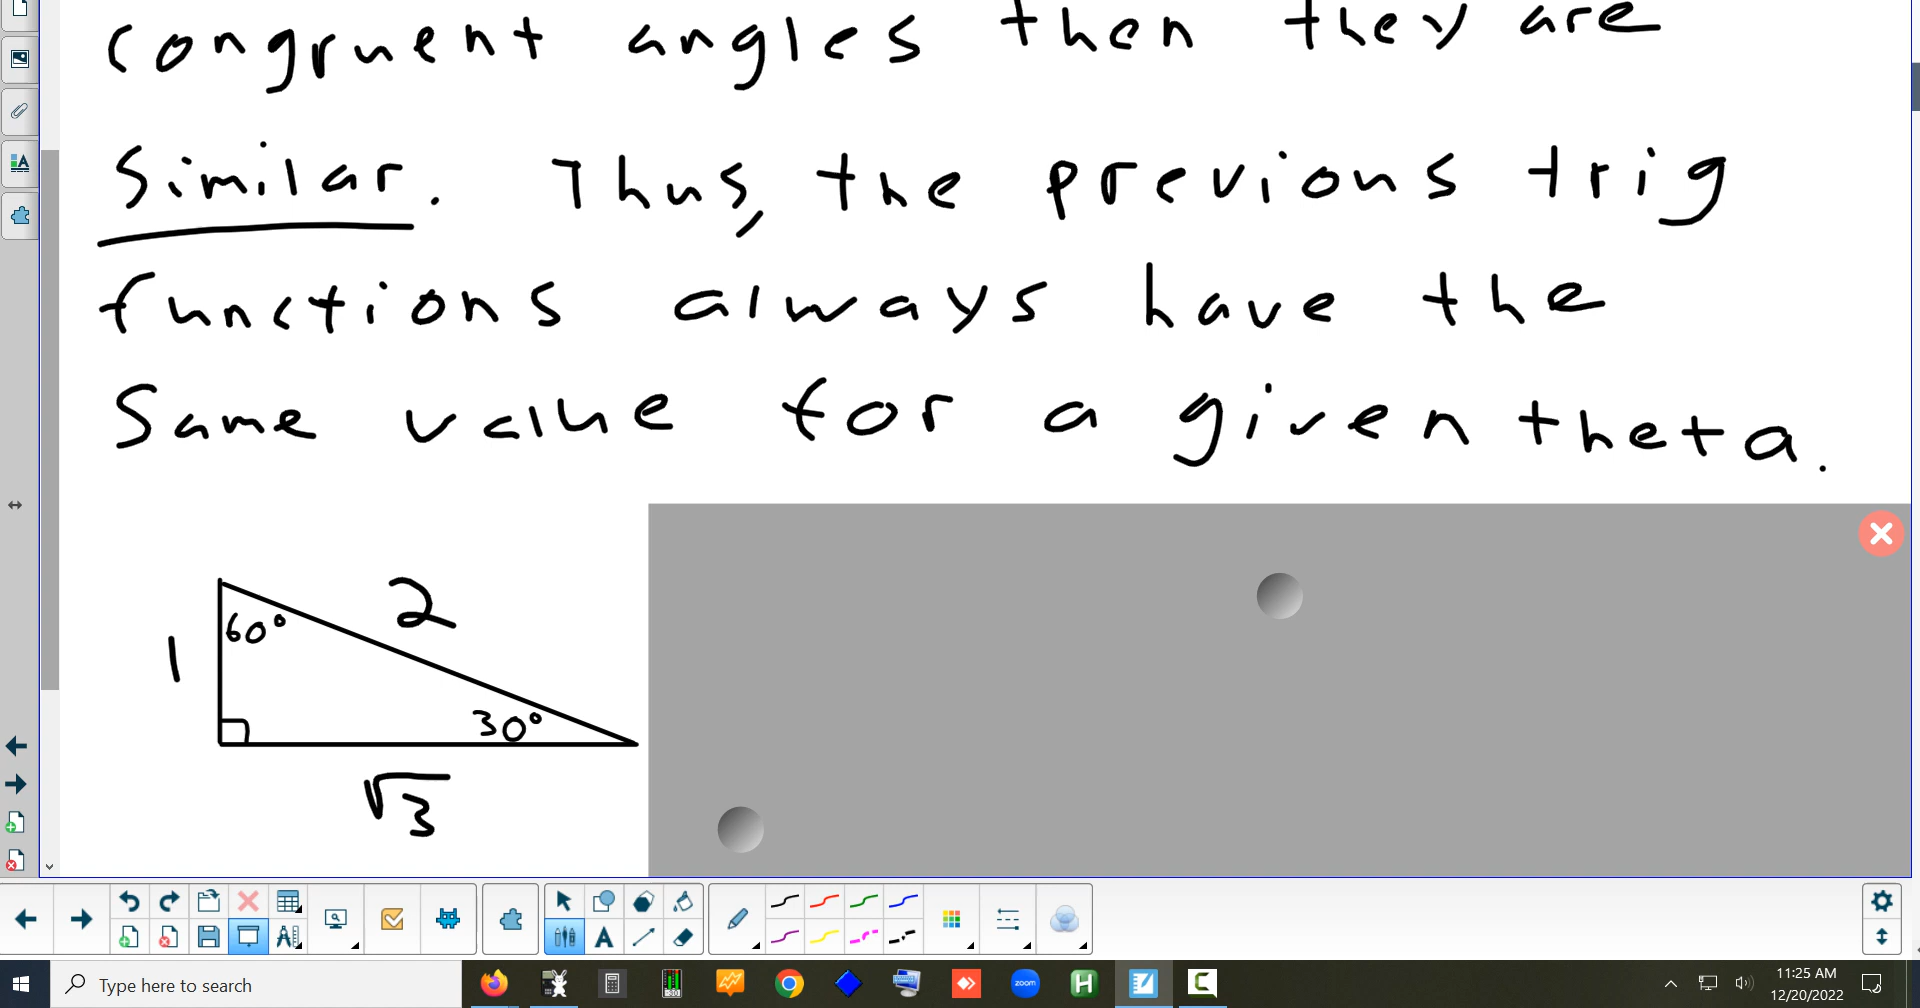 congruent angles then they are
Similar. Thus, the previous trig
functions always have the
Same value for a given theta.
2
60°
1
30°
√3
A
A
zoom
H
C
Type here to search
11:25 AM
12/20/2022